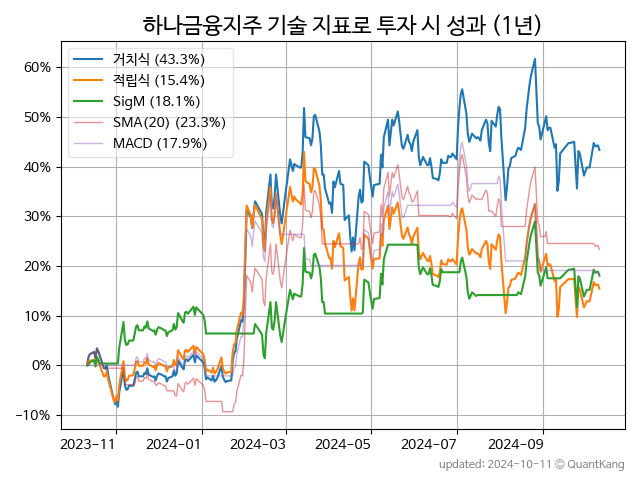 하나금융지주 기술 지표로 투자 시 성과 (1년)
거치식 (43.3%)
적립식 (15.4%)
SigM (18.1%)
SMA(20) (23.3%)
MACD (17.9%)
60%
50%
40%
30%
20%
10%
0%
−10%
2023-11 2024-01 2024-03 2024-05 2024-07 2024-09
updated: 2024-10-11 © QuantKang